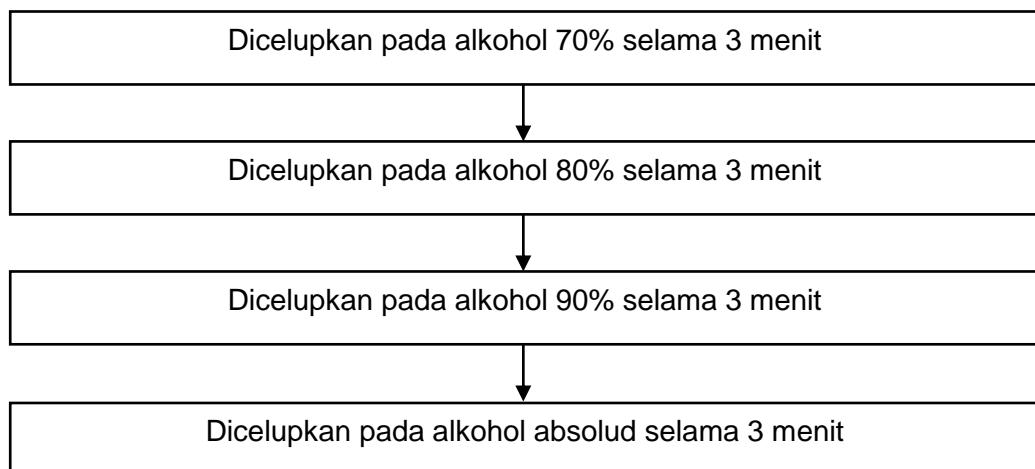 Dicelupkan pada alkohol 70% selama 3 menit
Dicelupkan pada alkohol 80% selama 3 menit
Dicelupkan pada alkohol 90% selama 3 menit
Dicelupkan pada alkohol absolud selama 3 menit